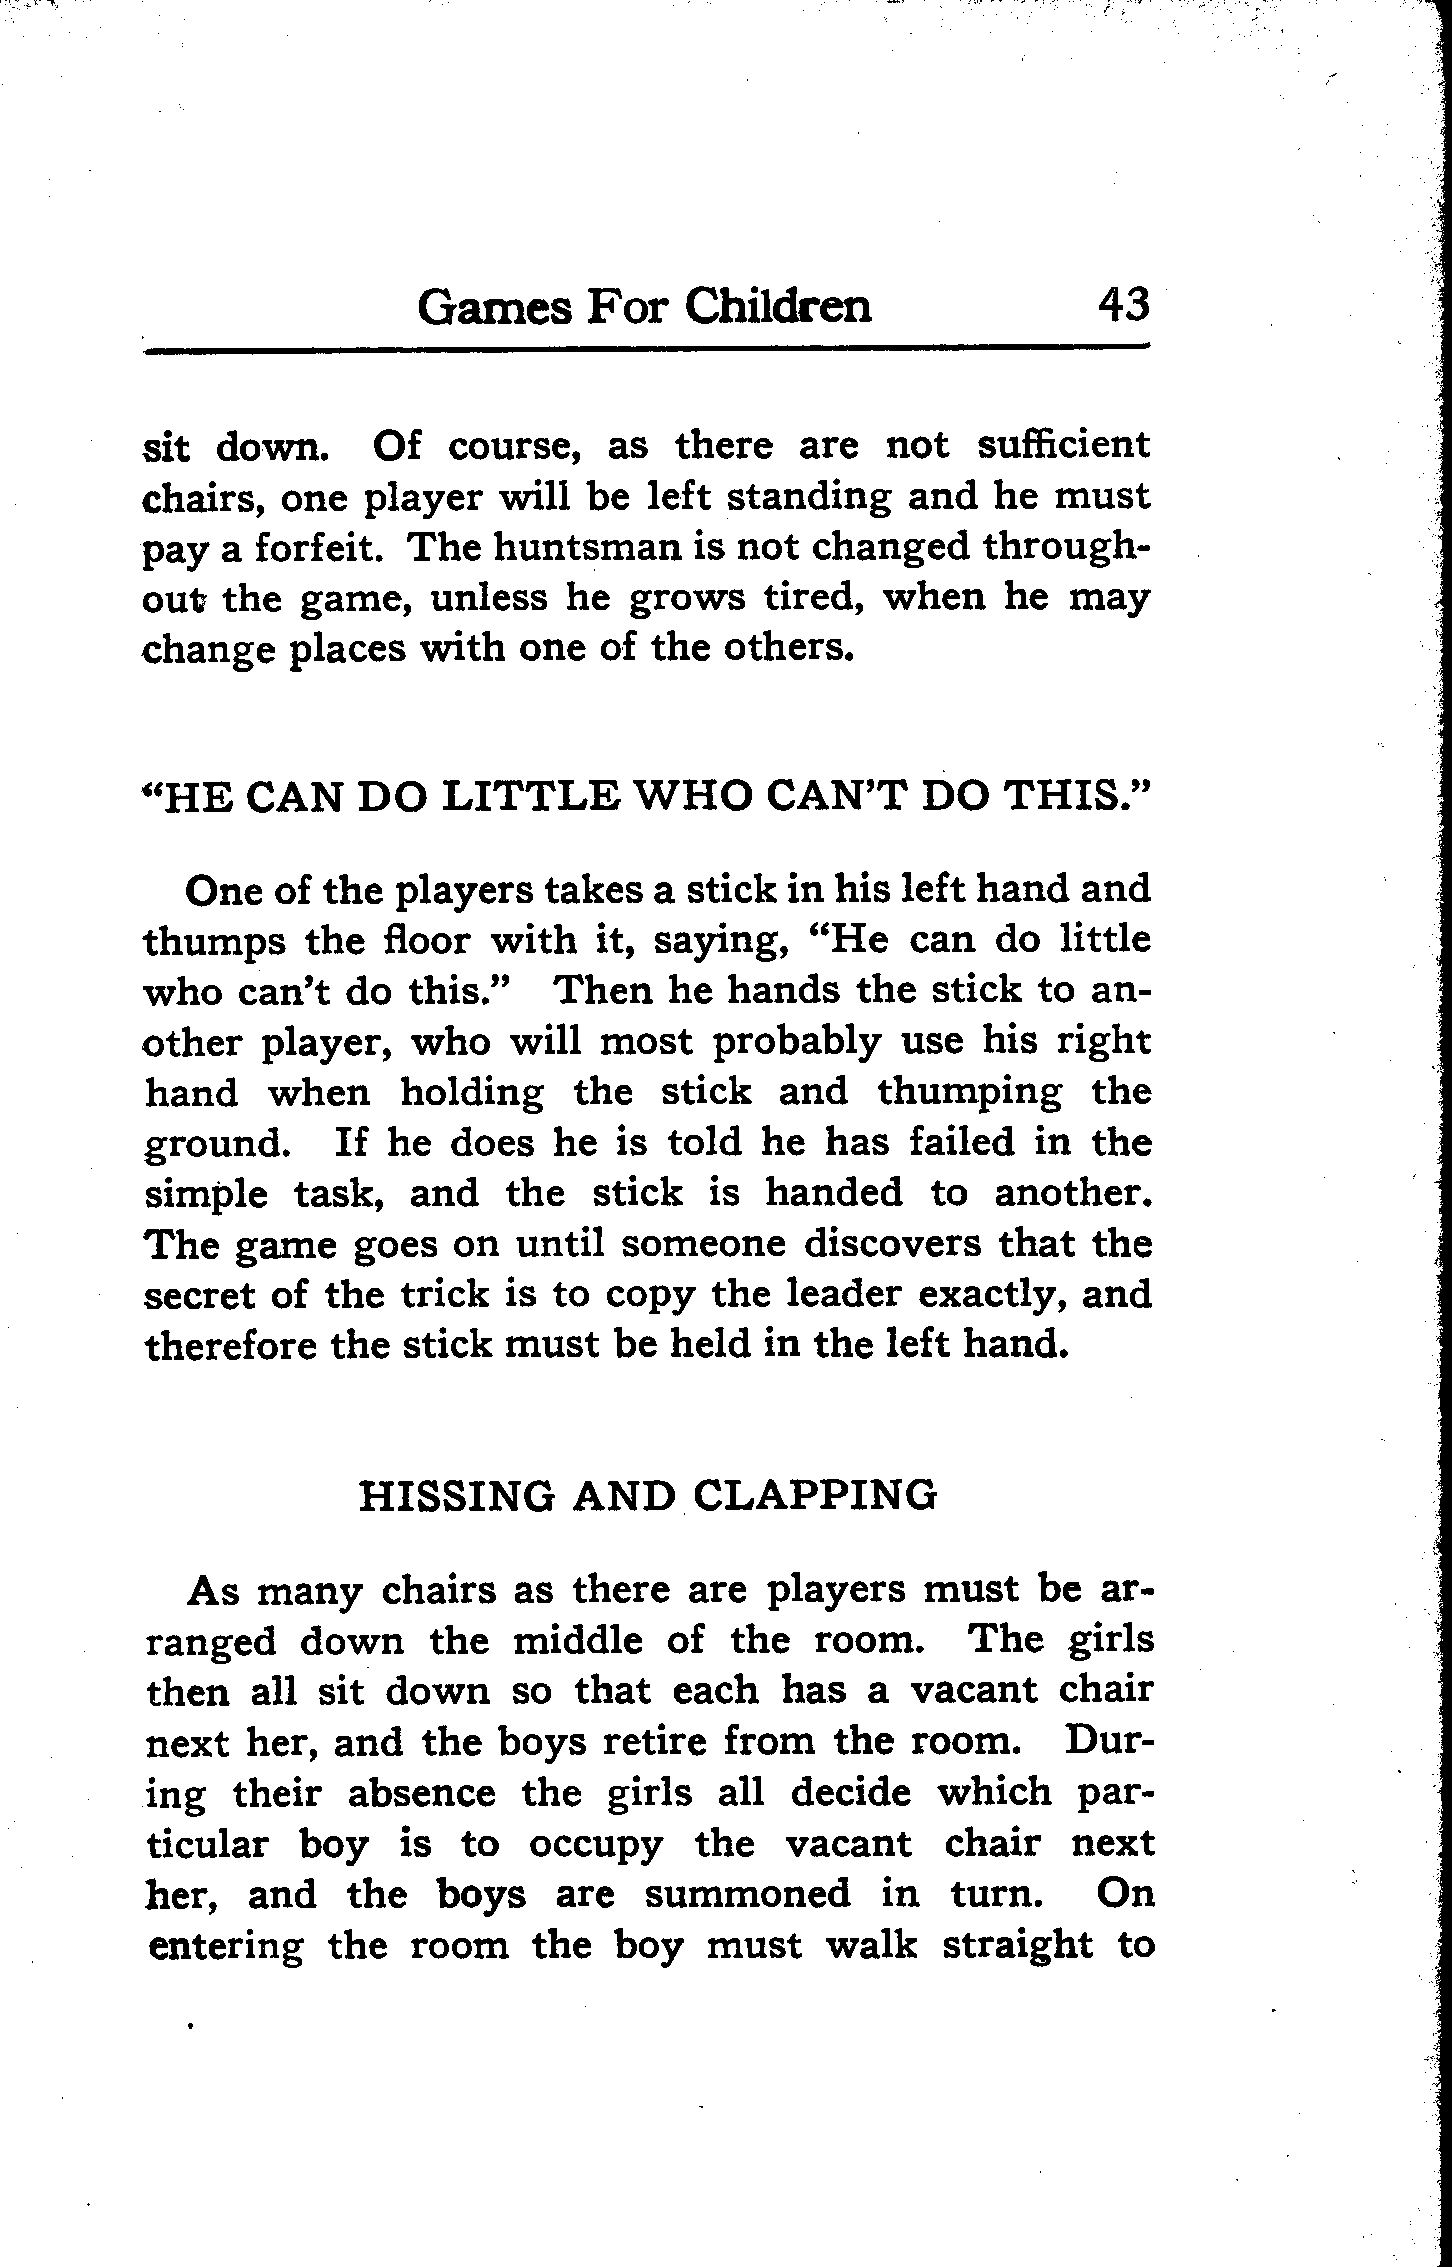 Games For Children 43
sit down. Of course, as there are not sufficient
chairs, one player will be left standing and he must
pay a forfeit. The huntsman is not changed through-
out the game, unless he grows tired, when he may
change places with one of the others.
“HE CAN DO LITTLE WHO CAN’T DO THIS.”
One of the players takes a stick in his left hand and
thumps the floor with it, saying, “He can do little
who can’t do this.” Then he hands the stick to an-
other player, who will most probably use his right
hand when holding the stick and thumping the
ground. If he does he is told he has failed in the
simple task, and the stick is handed to another.
The game goes on until someone discovers that the
secret of the trick is to copy the leader exactly, and
therefore the stick must be held in the left hand.
HISSING AND CLAPPING
As many chairs as there are players must be ar-
ranged down the middle of the room. The girls
then all sit down so that each has a vacant chair
next her, and the boys retire from the room. Dur-
ing their absence the girls all decide which par-
ticular boy is to occupy the vacant chair next
her, and the boys are summoned in turn. On
entering the room the boy must walk straight to